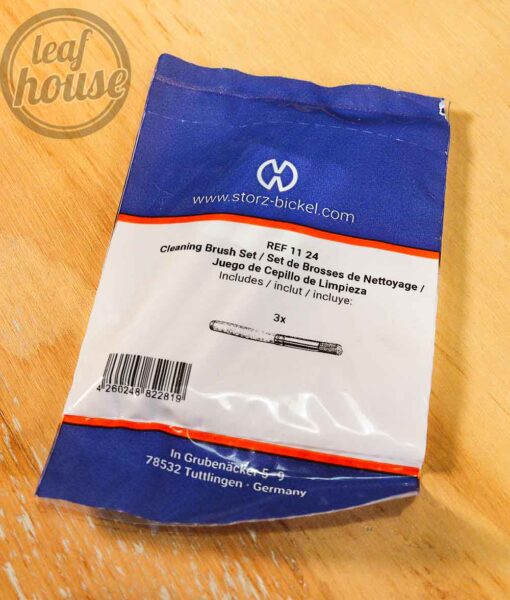 leaf
house
www.storz-bickel.com
REF 11 24
Cleaning Brush Set / Set de Brosses de Nettoyage /
Juego de Cepillo de Limpieza
Includes / inclut / incluye:
3x
4 260248 822819
In Grubenäcker 5-9
78532 Tuttlingen · Germany